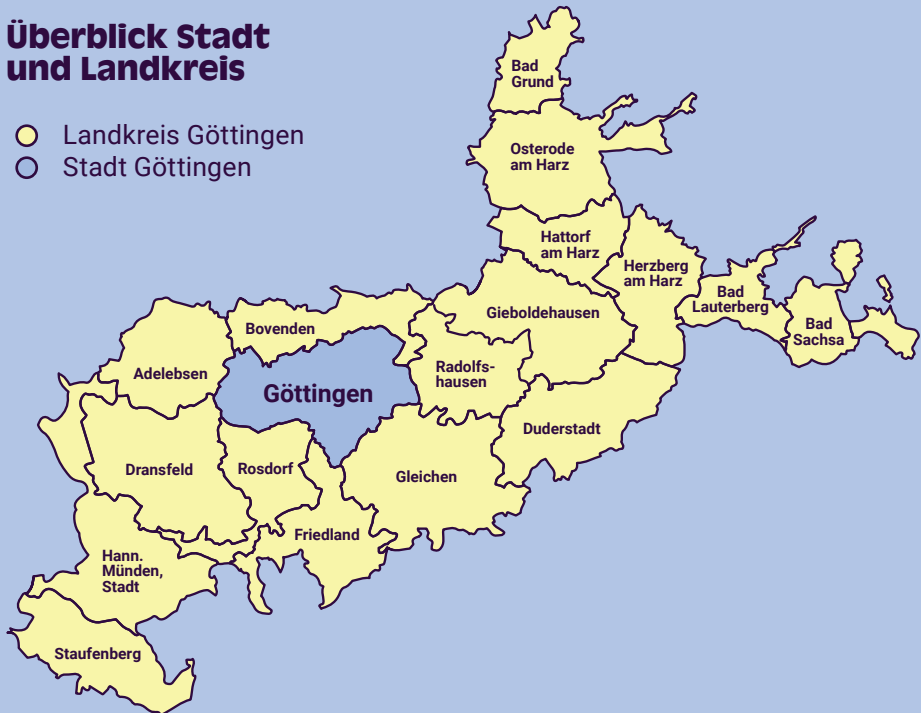 Überblick Stadt
und Landkreis
Landkreis Göttingen
Stadt Göttingen
Bad
Grund
Osterode
am Harz
Hattorf
am Harz
Herzberg
am Harz
Bad
Lauterberg
Bad
Sachsa
Gieboldehausen
Bovenden
Radolfs-
hausen
Adelebsen
Göttingen
Duderstadt
Dransfeld
Rosdorf
Gleichen
Friedland
Hann.
Münden,
Stadt
Staufenberg